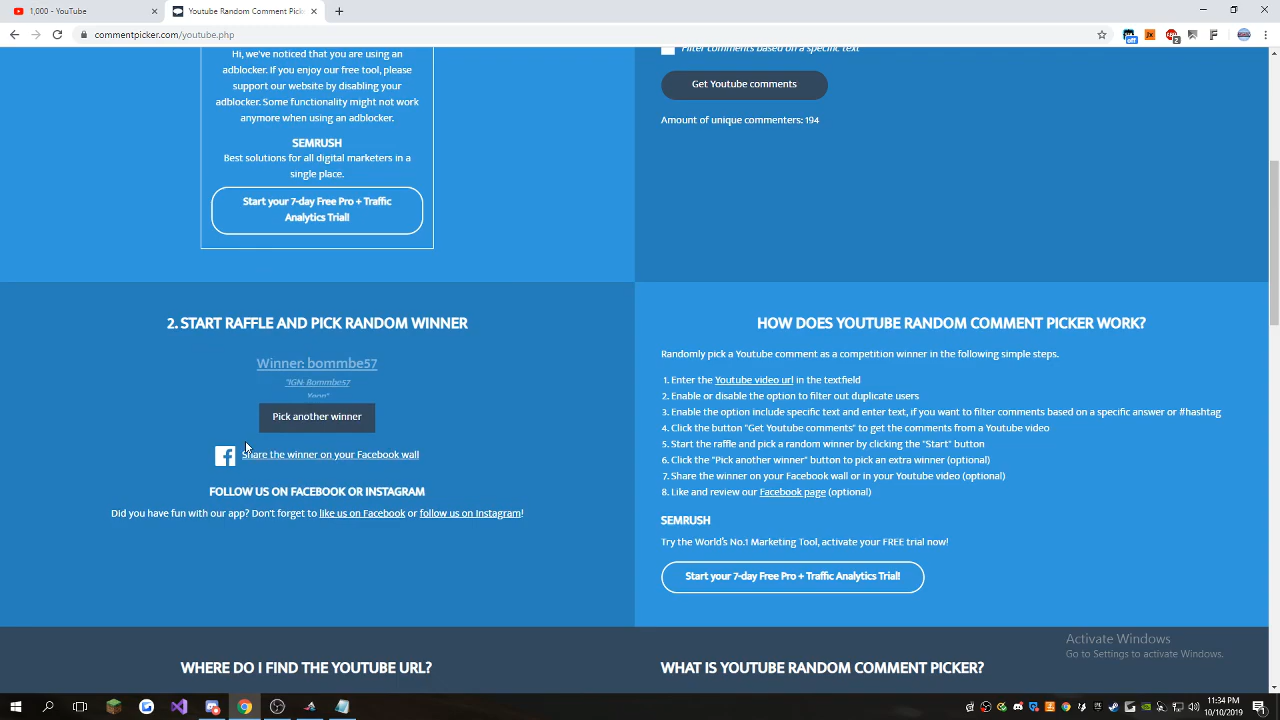 1,000 - YouTube
Random Comment Pick
commentpicker.com/youtube.php
Hi, we've noticed that you are using an
adblocker. If you enjoy our free tool, please
support our website by disabling your
adblocker. Some functionality might not work
anymore when using an adblocker.
SEMRUSH
Best solutions for all digital marketers in a
single place.
Start your 7-day Free Pro + Traffic
Analytics Trial!
Filter comments based on a specific text
Get Youtube comments
Amount of unique commenters: 194
2. START RAFFLE AND PICK RANDOM WINNER
Winner: bommbe57
"IGN: Bommbe57
Pick another winner
Share the winner on your Facebook wall
FOLLOW US ON FACEBOOK OR INSTAGRAM
Did you have fun with our app? Don't forget to like us on Facebook or follow us on Instagram!
HOW DOES YOUTUBE RANDOM COMMENT PICKER WORK?
Randomly pick a Youtube comment as a competition winner in the following simple steps.
1. Enter the Youtube video url in the textfield
2. Enable or disable the option to filter out duplicate users
3. Enable the option include specific text and enter text, if you want to filter comments based on a specific answer or #hashtag
4. Click the button "Get Youtube comments" to get the comments from a Youtube video
5. Start the raffle and pick a random winner by clicking the "Start" button
6. Click the "Pick another winner" button to pick an extra winner (optional)
7. Share the winner on your Facebook wall or in your Youtube video (optional)
8. Like and review our Facebook page (optional)
SEMRUSH
Try the World's No.1 Marketing Tool, activate your FREE trial now!
Start your 7-day Free Pro + Traffic Analytics Trial!
WHERE DO I FIND THE YOUTUBE URL?
WHAT IS YOUTUBE RANDOM COMMENT PICKER?
Activate Windows
Go to Settings to activate Windows.
11:34 PM
10/10/2019